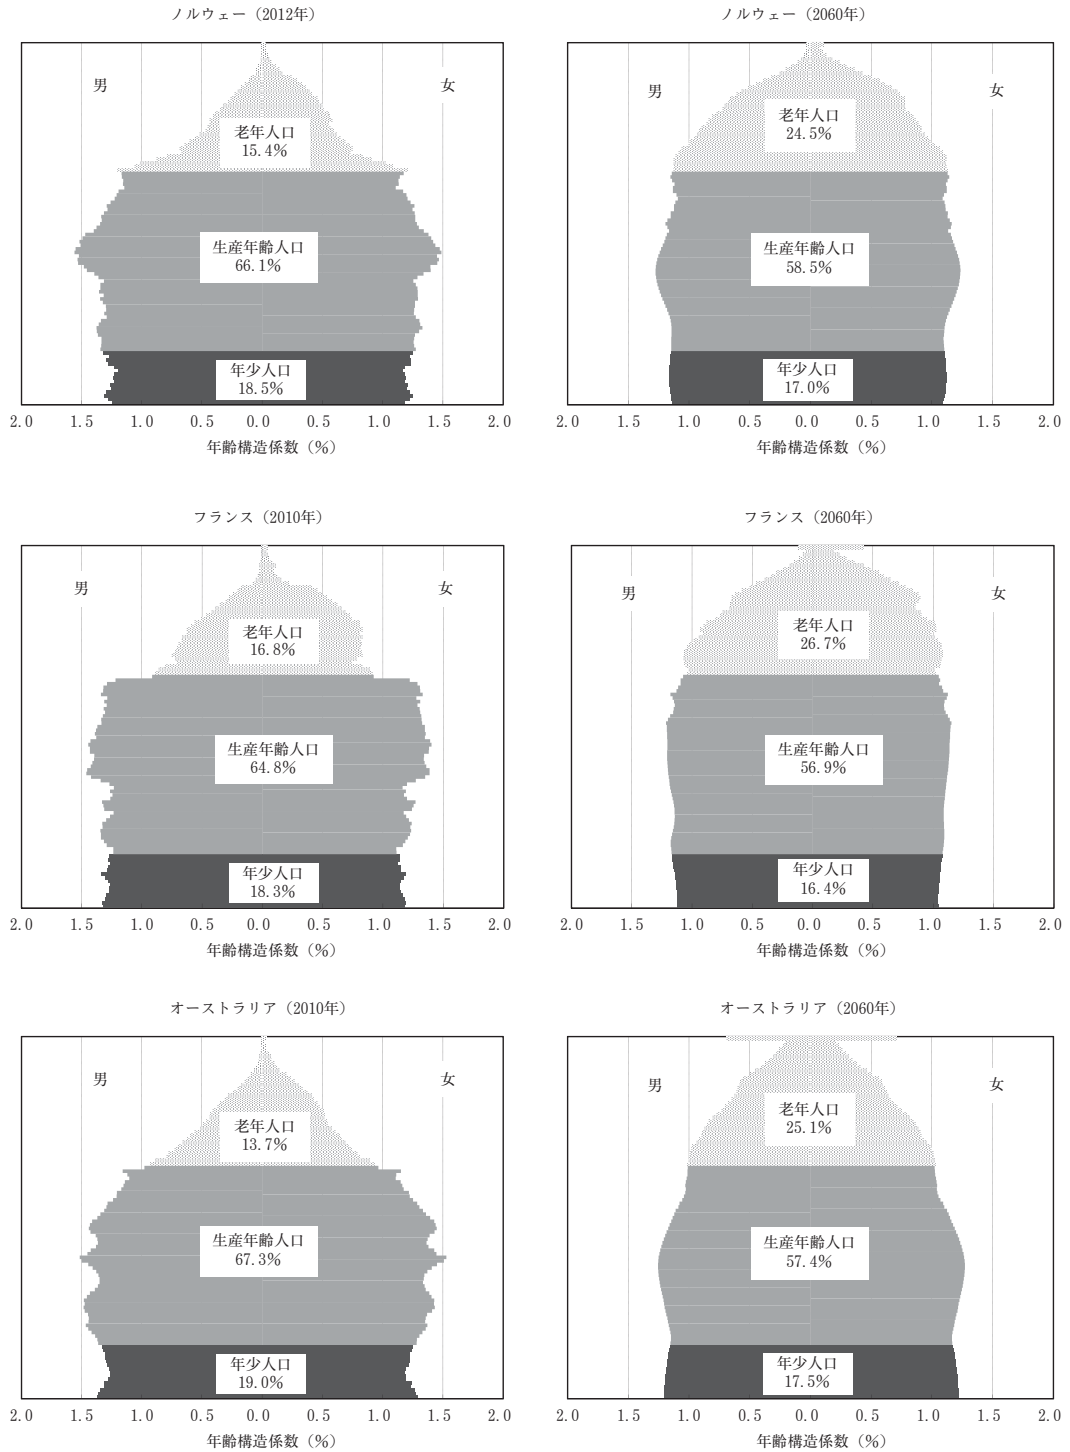 ノルウェー（2012年）
男
女
老年人口
15.4%
生産年齢人口
66.1%
年少人口
18.5%
2.0 1.5 1.0 0.5 0.0 0.5 1.0 1.5 2.0
年齢構造係数（%）
ノルウェー（2060年）
男
女
老年人口
24.5%
生産年齢人口
58.5%
年少人口
17.0%
2.0 1.5 1.0 0.5 0.0 0.5 1.0 1.5 2.0
年齢構造係数（%）
フランス（2010年）
男
女
老年人口
16.8%
生産年齢人口
64.8%
年少人口
18.3%
2.0 1.5 1.0 0.5 0.0 0.5 1.0 1.5 2.0
年齢構造係数（%）
フランス（2060年）
男
女
老年人口
26.7%
生産年齢人口
56.9%
年少人口
16.4%
2.0 1.5 1.0 0.5 0.0 0.5 1.0 1.5 2.0
年齢構造係数（%）
オーストラリア（2010年）
男
女
老年人口
13.7%
生産年齢人口
67.3%
年少人口
19.0%
2.0 1.5 1.0 0.5 0.0 0.5 1.0 1.5 2.0
年齢構造係数（%）
オーストラリア（2060年）
男
女
老年人口
25.1%
生産年齢人口
57.4%
年少人口
17.5%
2.0 1.5 1.0 0.5 0.0 0.5 1.0 1.5 2.0
年齢構造係数（%）